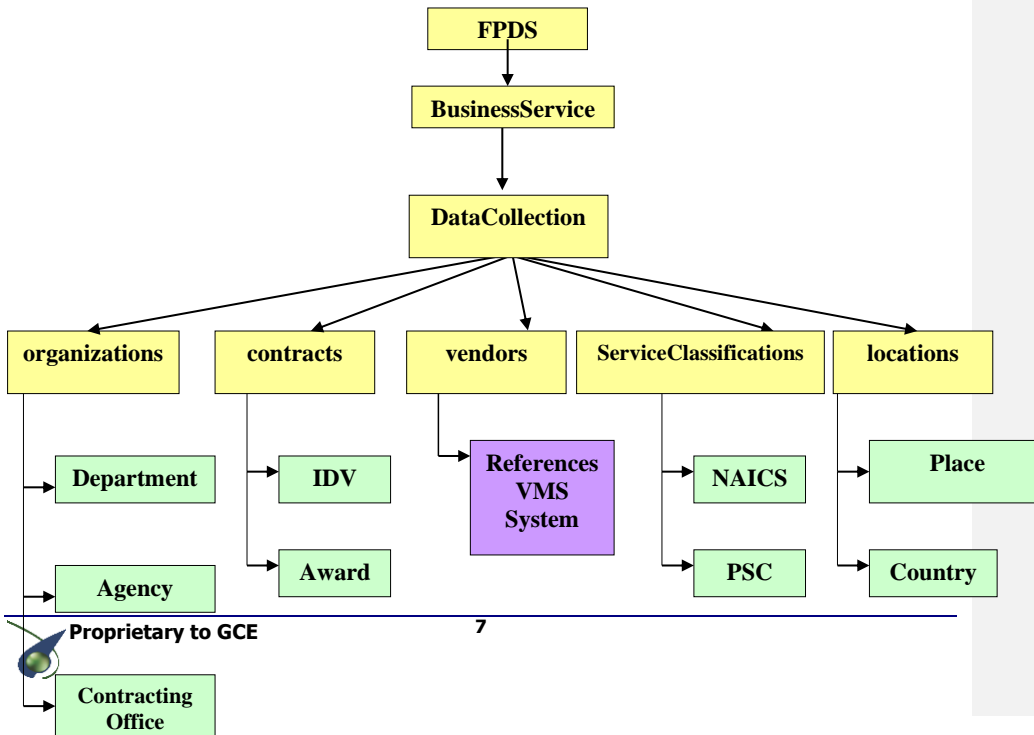 FPDS
BusinessService
DataCollection
organizations
contracts
vendors
ServiceClassifications
locations
Department
IDV
References
VMS
System
NAICS
Place
Agency
Award
PSC
Country
Proprietary to GCE
7
Contracting
Office